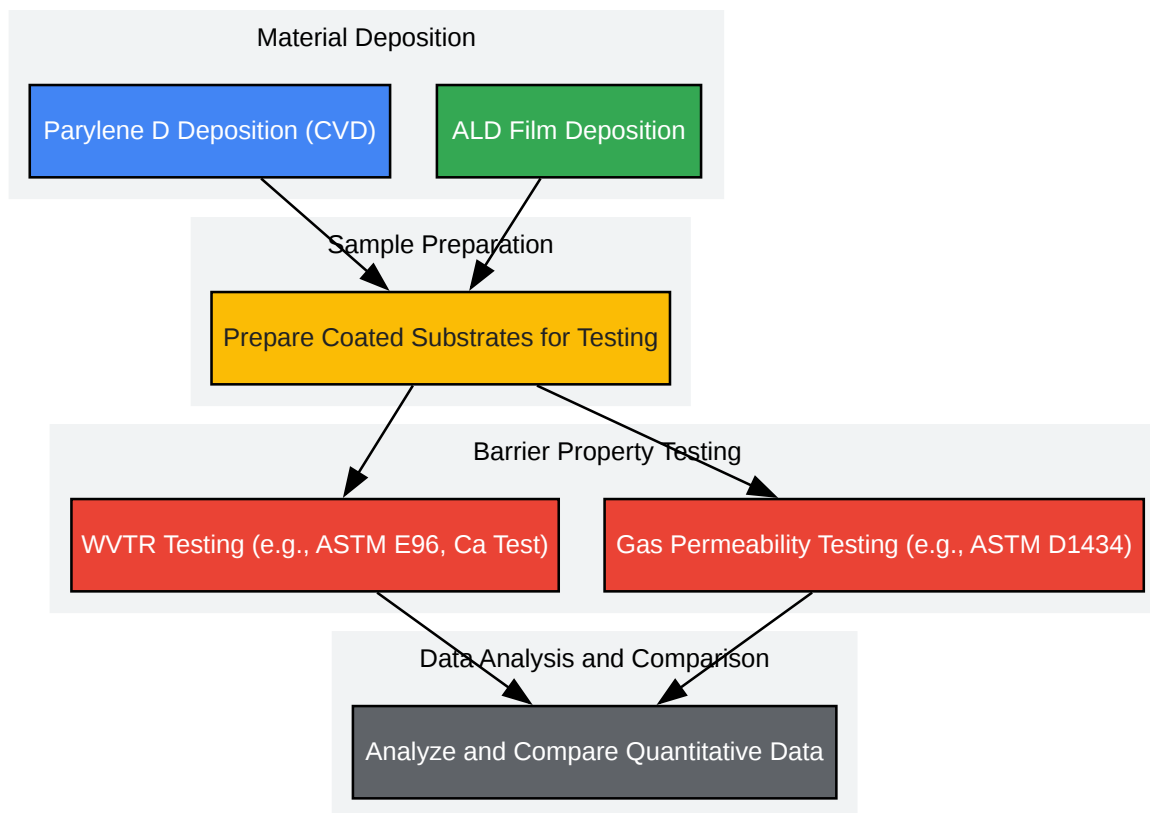 Material Deposition
Parylene D Deposition (CVD)
ALD Film Deposition
Sample Preparation
Prepare Coated Substrates for Testing
Barrier Property Testing
WVTR Testing (e.g., ASTM E96, Ca Test)
Gas Permeability Testing (e.g., ASTM D1434)
Data Analysis and Comparison
Analyze and Compare Quantitative Data